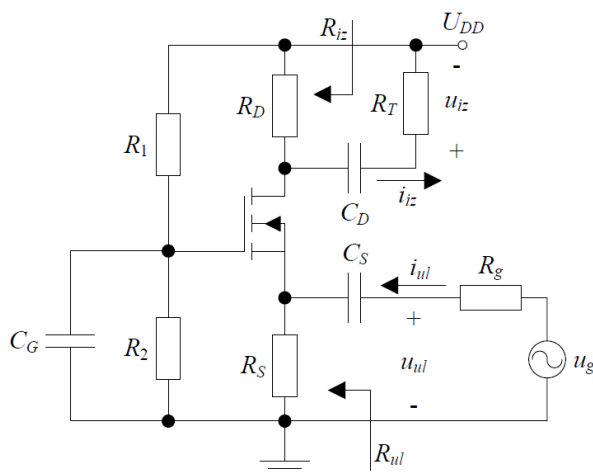 R_iz
U_DD
-
R_D
R_T
u_iz
R_1
+
i_iz
C_D
C_S
i_ul
R_g
+
C_G
R_2
R_S
u_ul
u_g
-
R_ul